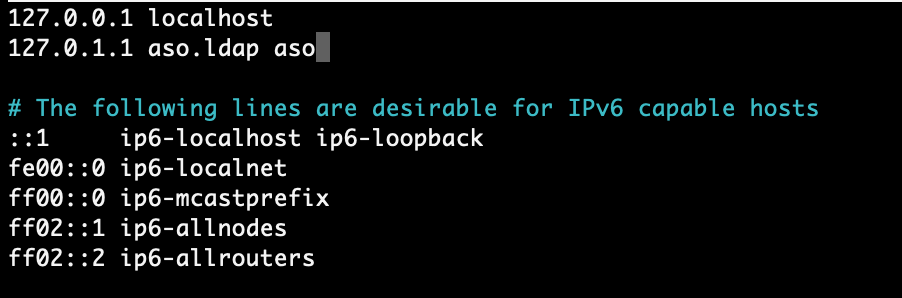 127.0.0.1 localhost
127.0.1.1 aso.ldap aso
# The following lines are desirable for IPv6 capable hosts
::1     ip6-localhost ip6-loopback
fe00::0 ip6-localnet
ff00::0 ip6-mcastprefix
ff02::1 ip6-allnodes
ff02::2 ip6-allrouters